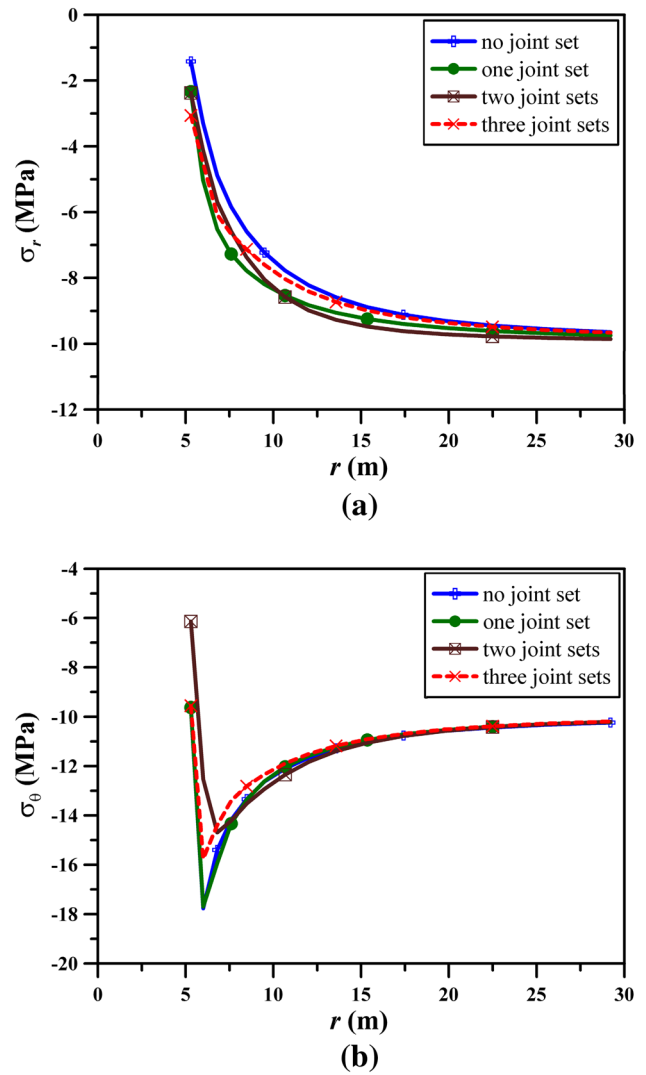 0
-2
-4
-6
-8
-10
-12
σr (MPa)
no joint set
one joint set
two joint sets
three joint sets
0 5 10 15 20 25 30
r (m)
(a)
-4
-6
-8
-10
-12
-14
-16
-18
-20
σθ (MPa)
no joint set
one joint set
two joint sets
three joint sets
0 5 10 15 20 25 30
r (m)
(b)